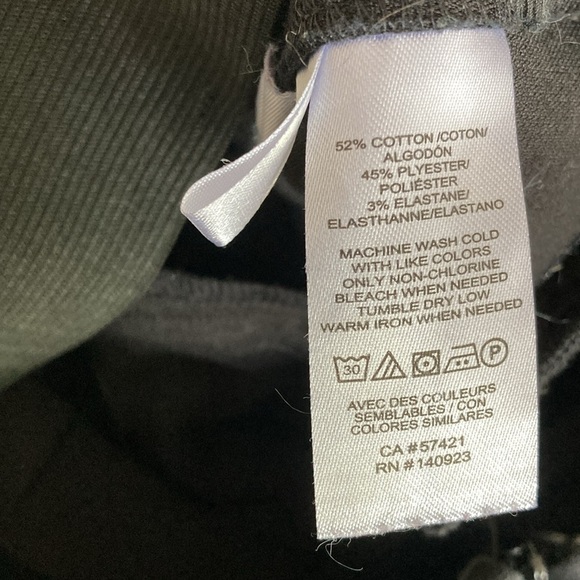 52% COTTON /COTON/
ALGODÓN
45% PLYESTER/
POLIÉSTER
3% ELASTANE/
ELASTHANNE/ELASTANO
MACHINE WASH COLD
WITH LIKE COLORS
ONLY NON-CHLORINE
BLEACH WHEN NEEDED
TUMBLE DRY LOW
WARM IRON WHEN NEEDED
30 P
AVEC DES COULEURS
SEMBLABLES / CON
COLORES SIMILARES
CA #57421
RN #140923